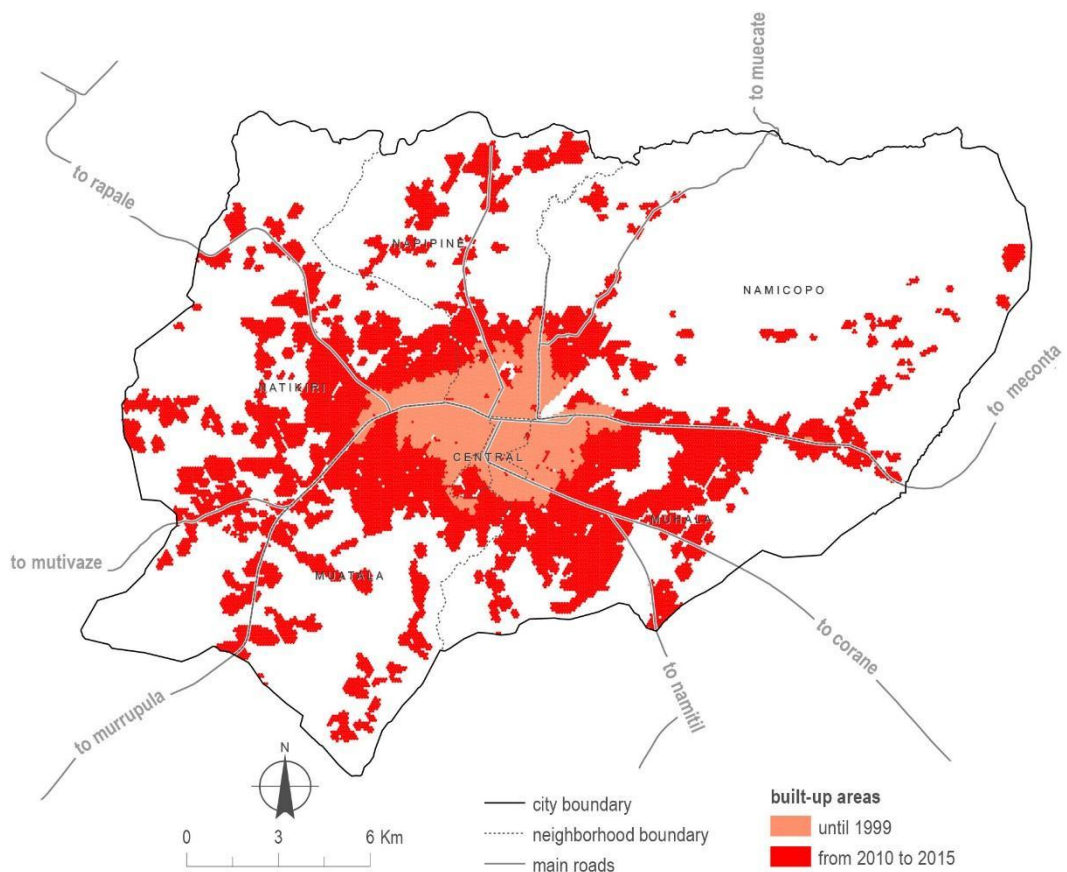 to muecate
to rapale
NAPIPINE
NAMICOPO
NATIKIRI
to meconta
CENTRAL
MUHALA
to mutivaze
MUATALA
to corane
to namitil
to murrupula
N
0 3 6 Km
city boundary
neighborhood boundary
main roads
built-up areas
until 1999
from 2010 to 2015